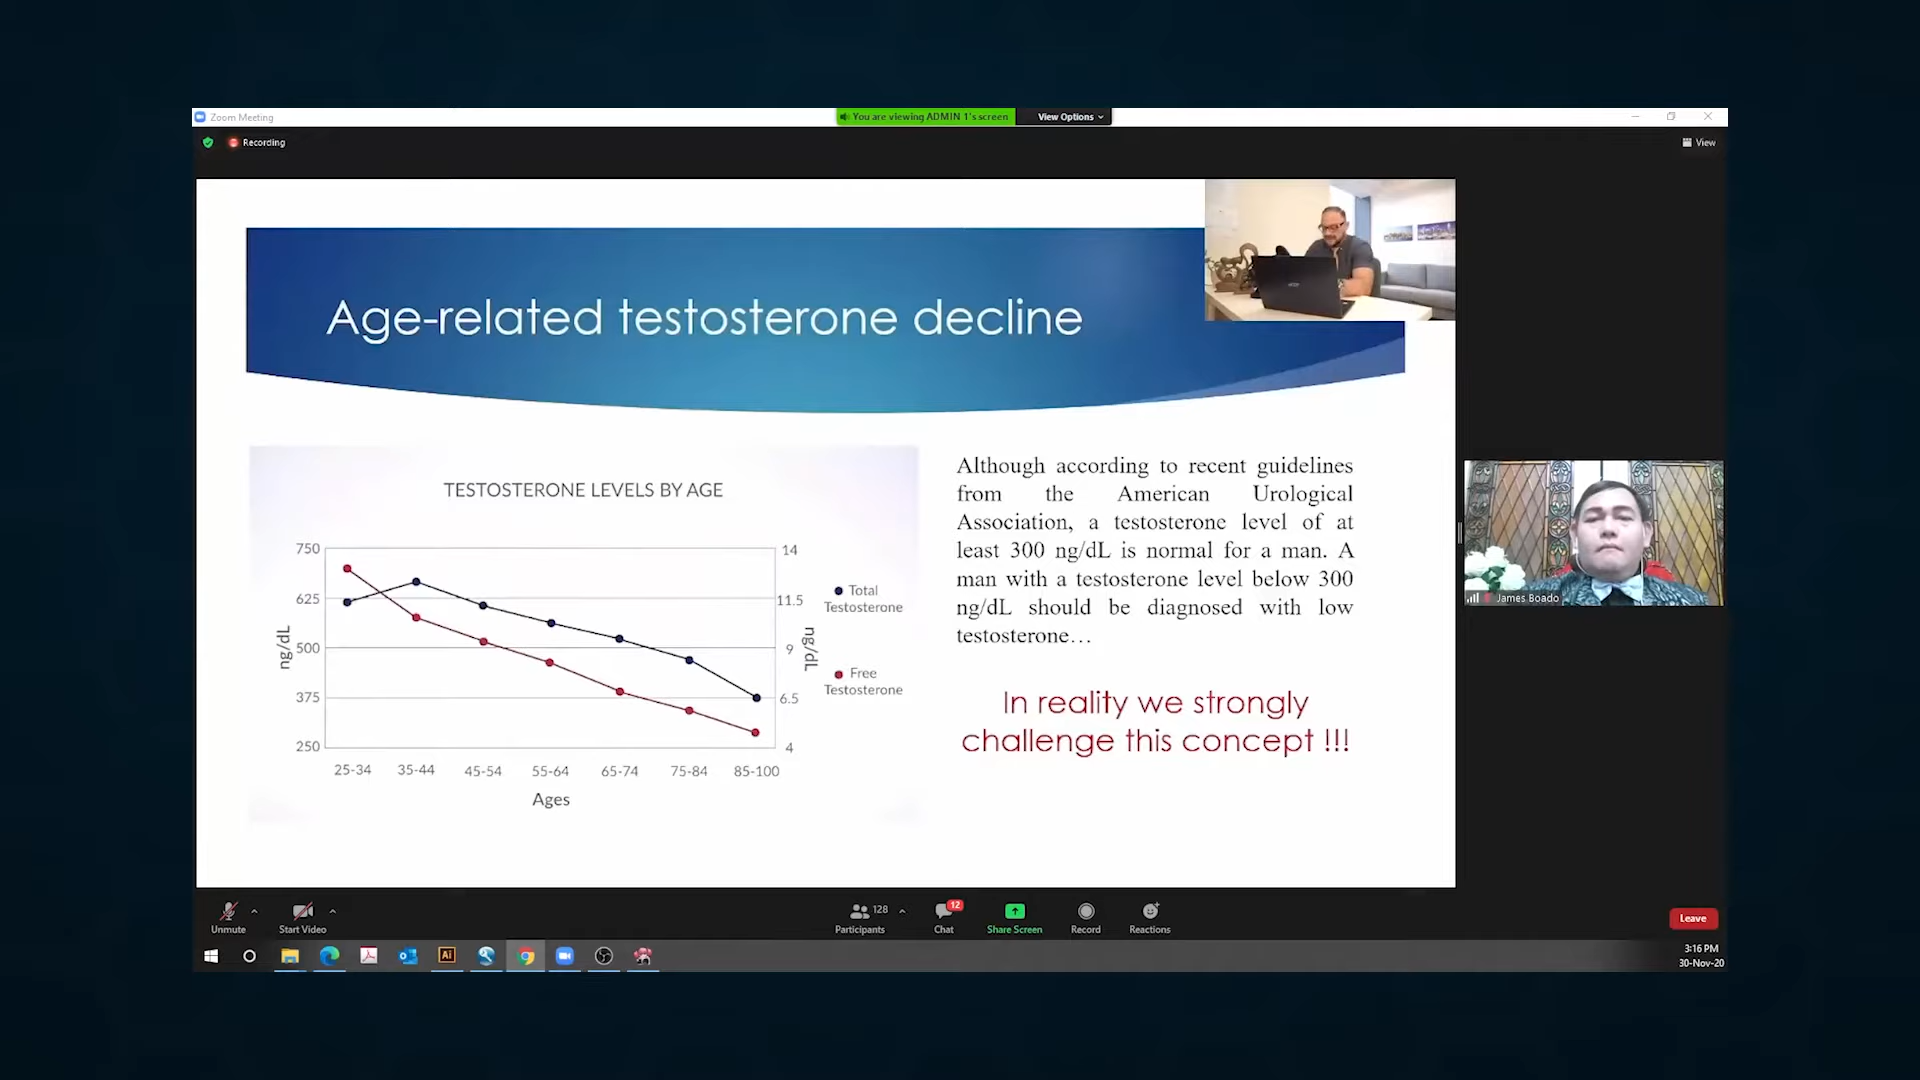 Zoom Meeting
You are viewing ADMIN 1's screen
View Options
Recording
View
Age-related testosterone decline
TESTOSTERONE LEVELS BY AGE
750
625
500
375
250
ng/dL
14
11.5
9
6.5
4
ng/dL
Total
Testosterone
Free
Testosterone
25-34 35-44 45-54 55-64 65-74 75-84 85-100
Ages
Although according to recent guidelines
from the American Urological
Association, a testosterone level of at
least 300 ng/dL is normal for a man. A
man with a testosterone level below 300
ng/dL should be diagnosed with low
testosterone…
In reality we strongly
challenge this concept !!!
James Boado
Unmute
Start Video
128
Participants
12
Chat
Share Screen
Record
Reactions
Leave
Ai
3:16 PM
30-Nov-20